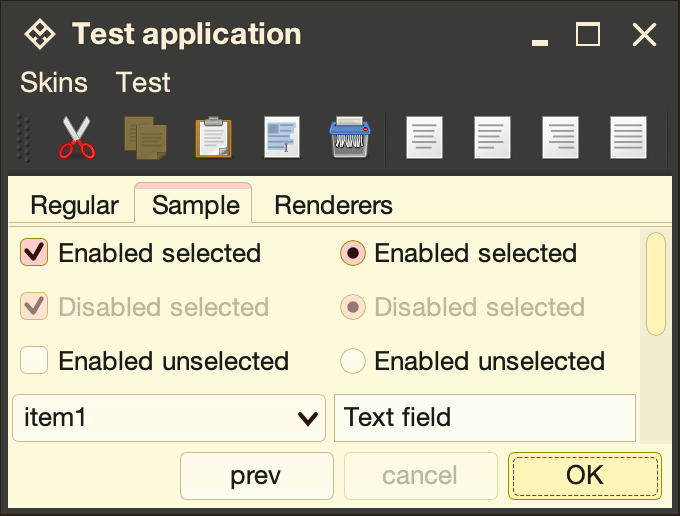 Test application
Skins Test
Regular Sample Renderers
Enabled selected Enabled selected
Disabled selected Disabled selected
Enabled unselected Enabled unselected
item1 Text field
prev cancel OK